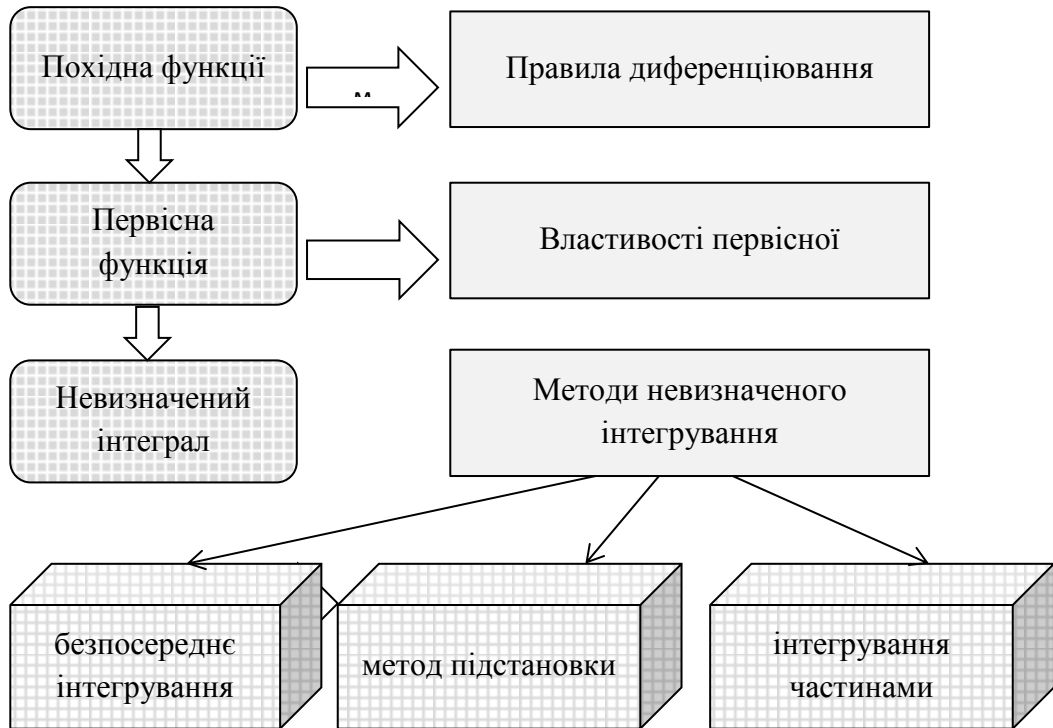 Похідна функції
Правила диференціювання
Первісна
функція
Властивості первісної
Невизначений
інтеграл
Методи невизначеного
інтегрування
безпосереднє
інтегрування
метод підстановки
інтегрування
частинами